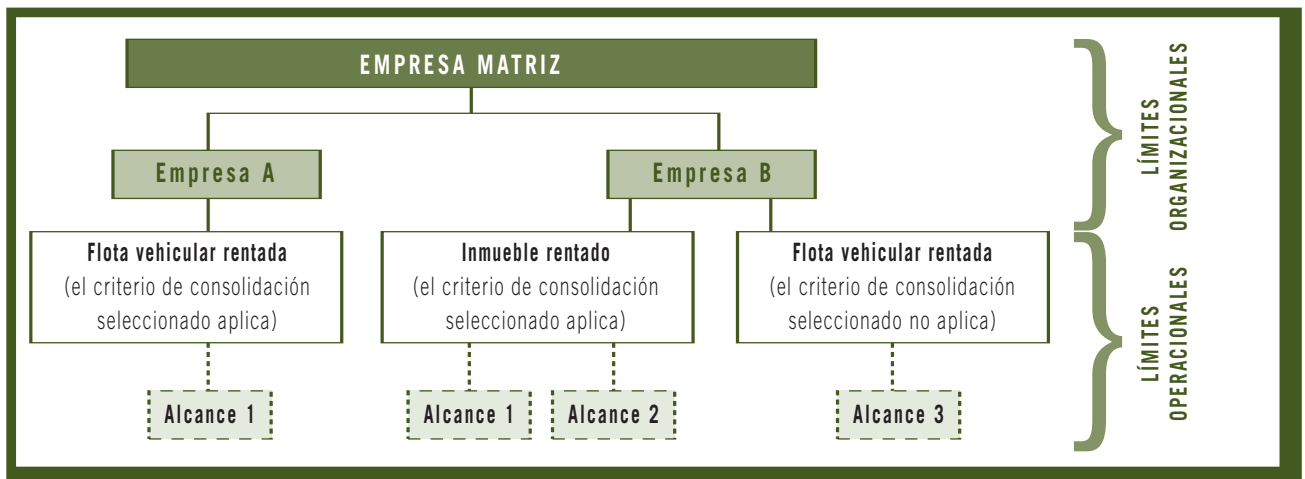 EMPRESA MATRIZ
Empresa A
Empresa B
Flota vehicular rentada
(el criterio de consolidación
seleccionado aplica)
Inmueble rentado
(el criterio de consolidación
seleccionado aplica)
Flota vehicular rentada
(el criterio de consolidación
seleccionado no aplica)
Alcance 1
Alcance 1
Alcance 2
Alcance 3
LÍMITES
ORGANIZACIONALES
LÍMITES
OPERACIONALES